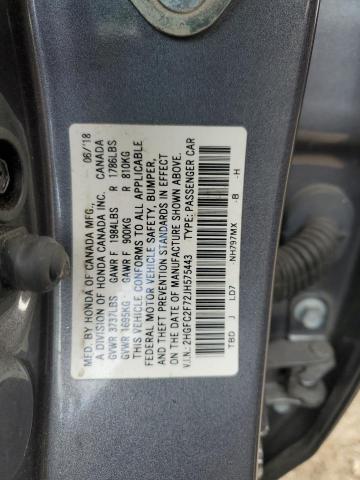 MFD. BY HONDA OF CANADA MFG., 06/18
A DIVISION OF HONDA CANADA INC. CANADA
GVWR 3737LBS GAWR F 1984LBS R 1786LBS
GVWR 1695KG GAWR F 900KG R 810KG
THIS VEHICLE CONFORMS TO ALL APPLICABLE
FEDERAL MOTOR VEHICLE SAFETY, BUMPER,
AND THEFT PREVENTION STANDARDS IN EFFECT
ON THE DATE OF MANUFACTURE SHOWN ABOVE.
V.I.N.: 2HGFC2F72JH575443 TYPE: PASSENGER CAR
TBD J LD7 NH797MX -B -H